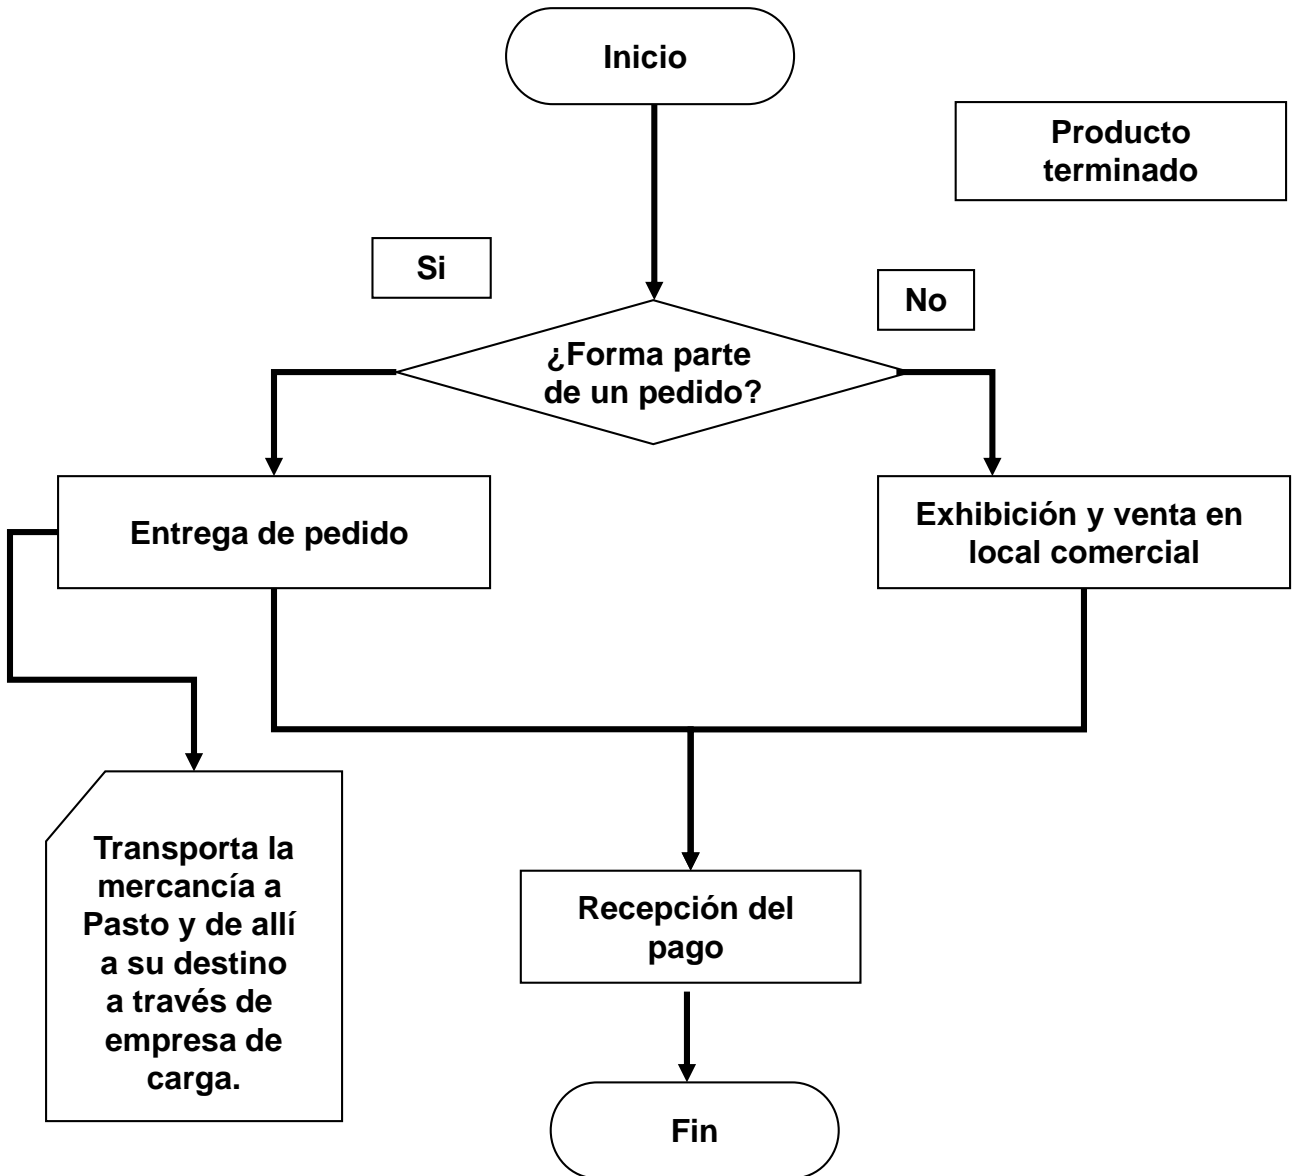 Inicio
Producto
terminado
Si
No
¿Forma parte
de un pedido?
Entrega de pedido
Exhibición y venta en
local comercial
Transporta la
mercancía a
Pasto y de allí
a su destino
a través de
empresa de
carga.
Recepción del
pago
Fin